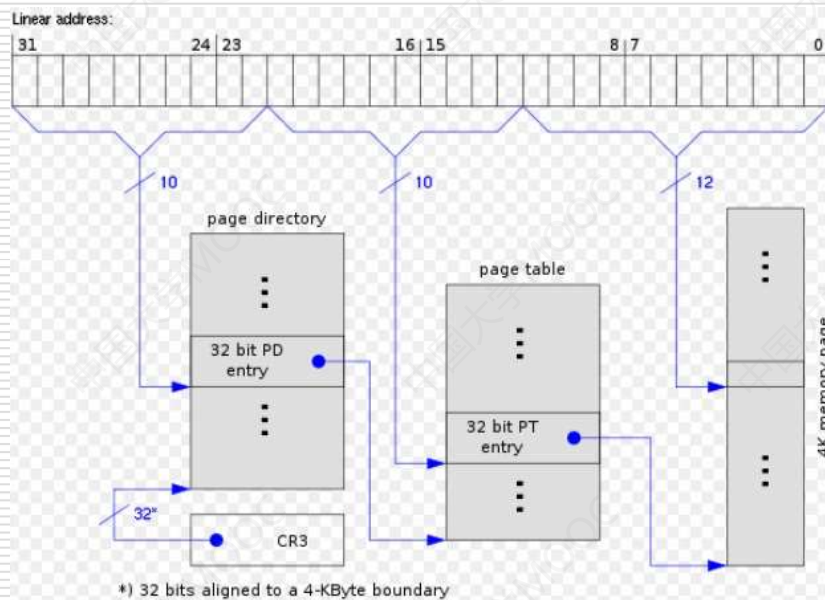 Linear address:
31 24 23 16 15 8 7 0
10 10 12
page directory
page table
32 bit PD
entry
32 bit PT
entry
4K memory page
32*
CR3
*) 32 bits aligned to a 4-KByte boundary